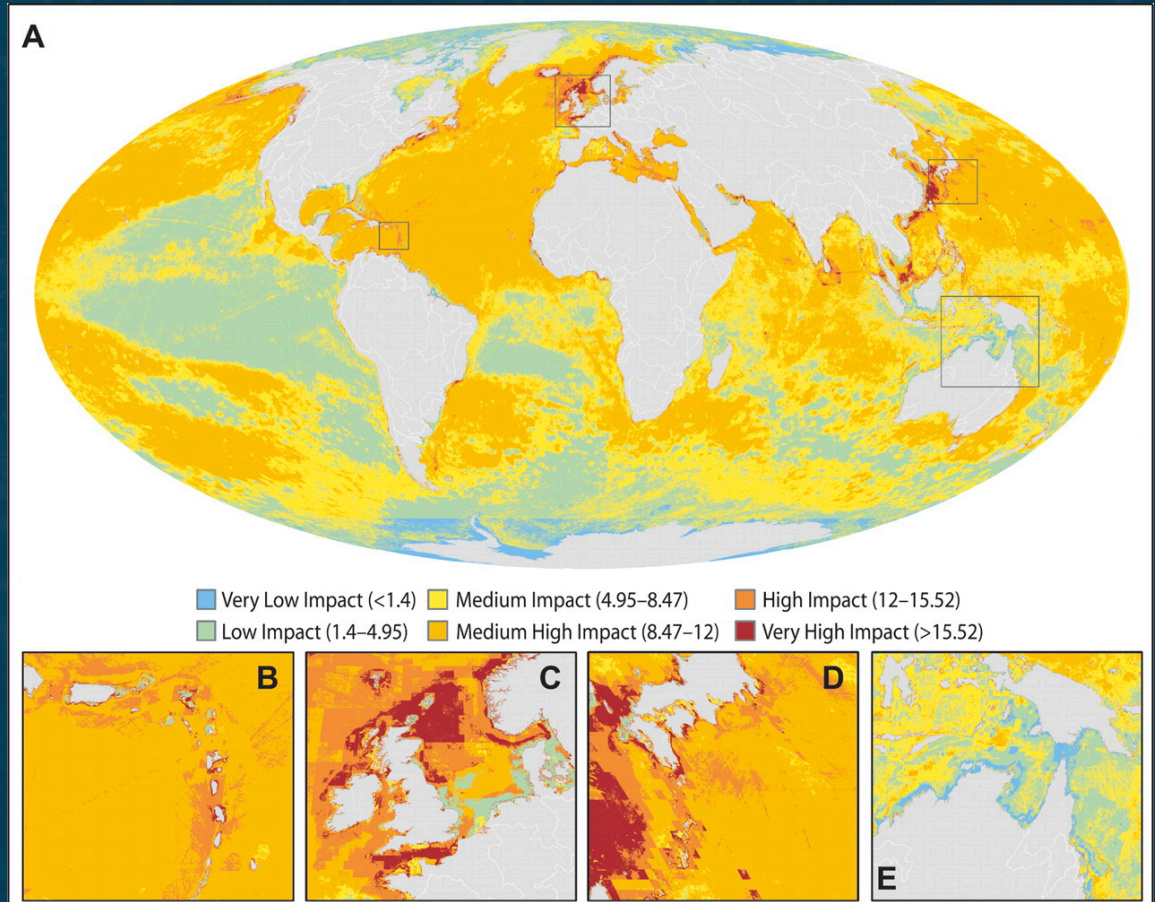 A
Very Low Impact (<1.4)
Medium Impact (4.95–8.47)
High Impact (12–15.52)
Low Impact (1.4–4.95)
Medium High Impact (8.47–12)
Very High Impact (>15.52)
B
C
D
E